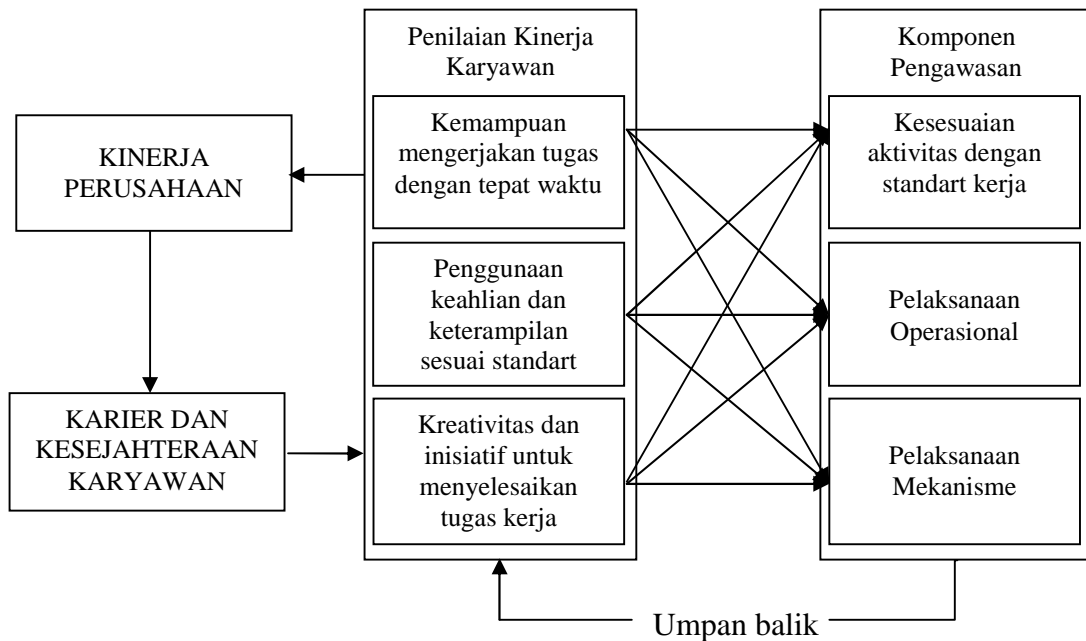 Penilaian Kinerja
Karyawan
Komponen
Pengawasan
KINERJA
PERUSAHAAN
Kemampuan
mengerjakan tugas
dengan tepat waktu
Kesesuaian
aktivitas dengan
standart kerja
Penggunaan
keahlian dan
keterampilan
sesuai standart
Pelaksanaan
Operasional
KARIER DAN
KESEJAHTERAAN
KARYAWAN
Kreativitas dan
inisiatif untuk
menyelesaikan
tugas kerja
Pelaksanaan
Mekanisme
Umpan balik